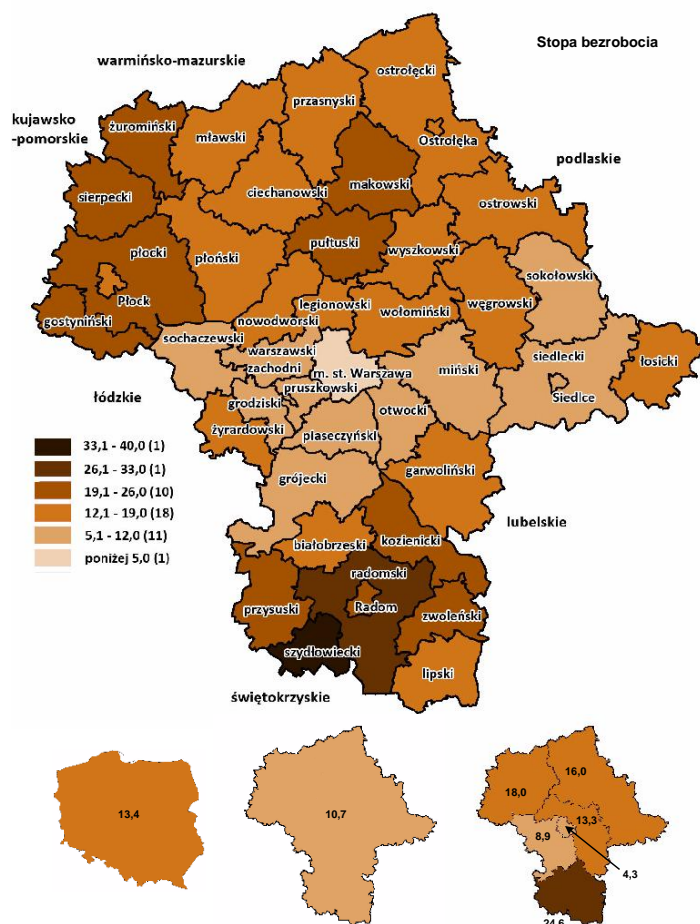 Stopa bezrobocia
warmińsko-mazurskie
ostrołęcki
przasnyski
kujawsko
-pomorskie
żuromiński
mławski
Ostrołęka
podlaskie
ciechanowski
makowski
sierpecki
ostrowski
płocki
płoński
pułtuski
wyszkowski
sokołowski
Płock
legionowski
wołomiński
węgrowski
gostyniński
nowodworski
sochaczewski
warszawski
zachodni
m. st. Warszawa
miński
siedlecki
łosicki
pruszkowski
Siedlce
łódzkie
grodziski
otwocki
żyrardowski
piaseczyński
33,1 - 40,0 (1)
26,1 - 33,0 (1)
19,1 - 26,0 (10)
12,1 - 19,0 (18)
5,1 - 12,0 (11)
poniżej 5,0 (1)
grójecki
garwoliński
lubelskie
białobrzeski
kozienicki
radomski
przysuski
Radom
zwoleński
szydłowiecki
lipski
świętokrzyskie
13,4
10,7
16,0
18,0
13,3
8,9
4,3
24,6